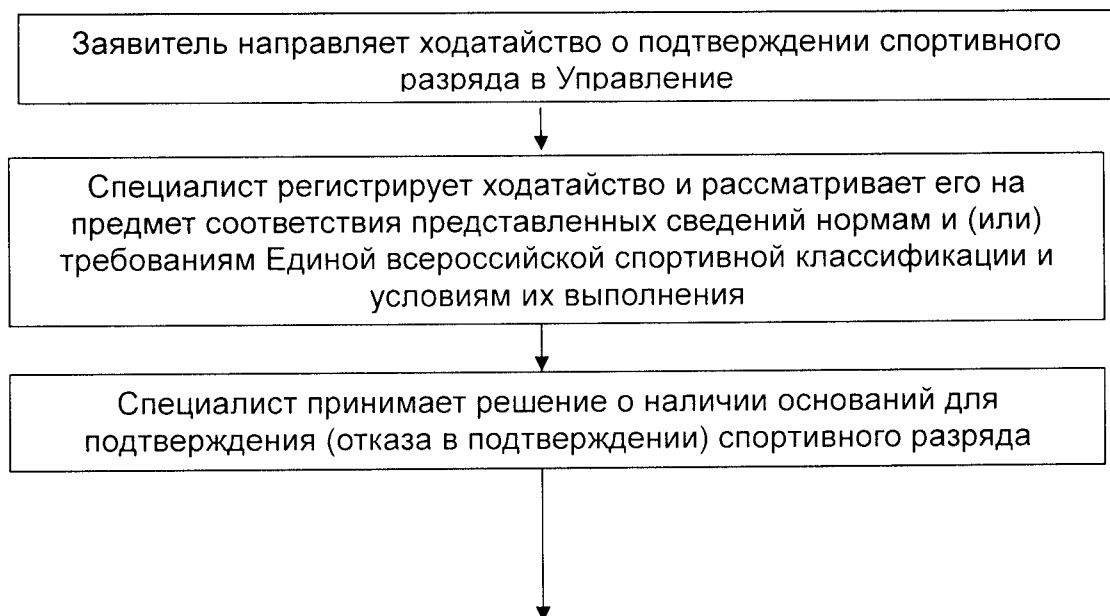 Заявитель направляет ходатайство о подтверждении спортивного
разряда в Управление
Специалист регистрирует ходатайство и рассматривает его на
предмет соответствия представленных сведений нормам и (или)
требованиям Единой всероссийской спортивной классификации и
условиям их выполнения
Специалист принимает решение о наличии оснований для
подтверждения (отказа в подтверждении) спортивного разряда